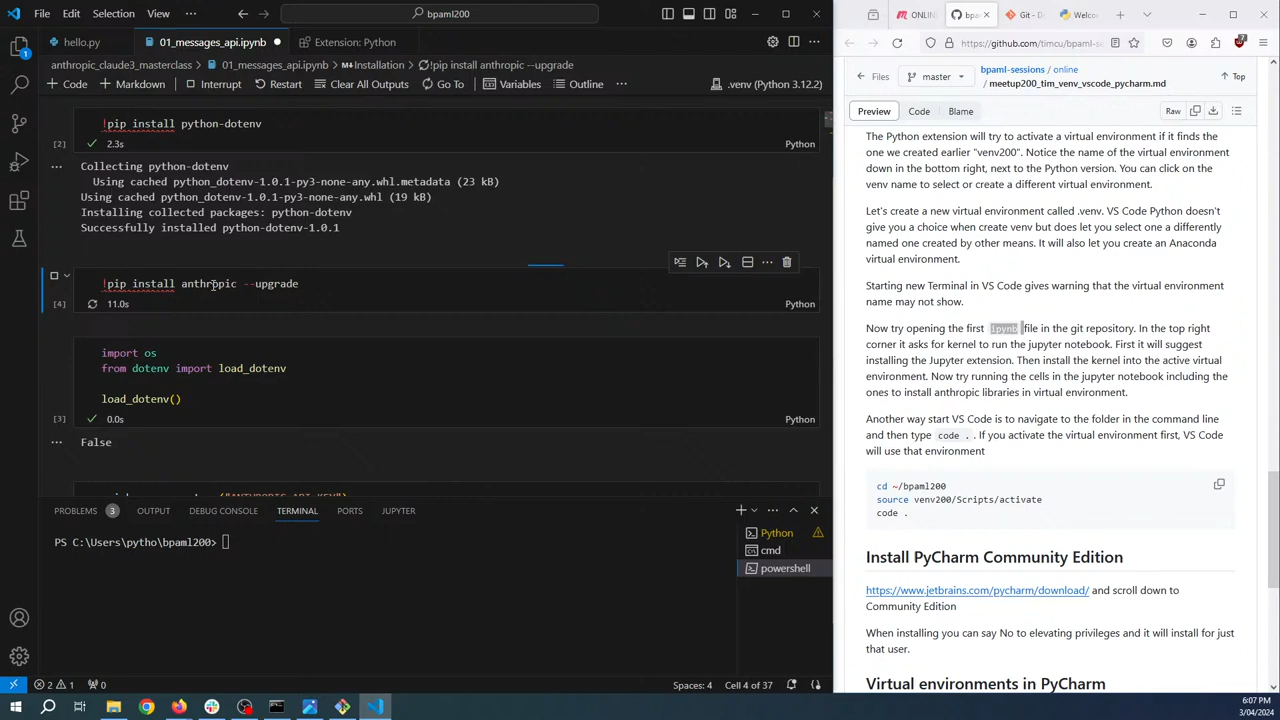 File Edit Selection View ··· bpaml200
hello.py 01_messages_api.ipynb Extension: Python
anthropic_claude3_masterclass > 01_messages_api.ipynb > Installation > !pip install anthropic --upgrade
+ Code + Markdown Interrupt Restart Clear All Outputs Go To Variables Outline ··· .venv (Python 3.12.2)
!pip install python-dotenv
[2] 2.3s Python
Collecting python-dotenv
Using cached python_dotenv-1.0.1-py3-none-any.whl.metadata (23 kB)
Using cached python_dotenv-1.0.1-py3-none-any.whl (19 kB)
Installing collected packages: python-dotenv
Successfully installed python-dotenv-1.0.1
!pip install anthropic --upgrade
[4] 11.0s Python
import os
from dotenv import load_dotenv
load_dotenv()
[3] 0.0s Python
False
PROBLEMS 3 OUTPUT DEBUG CONSOLE TERMINAL PORTS JUPYTER
PS C:\Users\pytho\bpaml200>
Python
cmd
powershell
2 1 0 Spaces: 4 Cell 4 of 37
ONLIN bpam Git - D Welco
https://github.com/timcu/bpaml-se
7
Files master Top
bpaml-sessions / online
/ meetup200_tim_venv_vscode_pycharm.md
Preview Code Blame Raw
The Python extension will try to activate a virtual environment if it finds the
one we created earlier "venv200". Notice the name of the virtual environment
down in the bottom right, next to the Python version. You can click on the
venv name to select or create a different virtual environment.
Let's create a new virtual environment called .venv. VS Code Python doesn't
give you a choice when create venv but does let you select one a differently
named one created by other means. It will also let you create an Anaconda
virtual environment.
Starting new Terminal in VS Code gives warning that the virtual environment
name may not show.
Now try opening the first ipynb file in the git repository. In the top right
corner it asks for kernel to run the jupyter notebook. First it will suggest
installing the Jupyter extension. Then install the kernel into the active virtual
environment. Now try running the cells in the jupyter notebook including the
ones to install anthropic libraries in virtual environment.
Another way start VS Code is to navigate to the folder in the command line
and then type code . . If you activate the virtual environment first, VS Code
will use that environment
cd ~/bpaml200
source venv200/Scripts/activate
code .
Install PyCharm Community Edition
https://www.jetbrains.com/pycharm/download/ and scroll down to
Community Edition
When installing you can say No to elevating privileges and it will install for just
that user.
Virtual environments in PyCharm
6:07 PM
3/04/2024